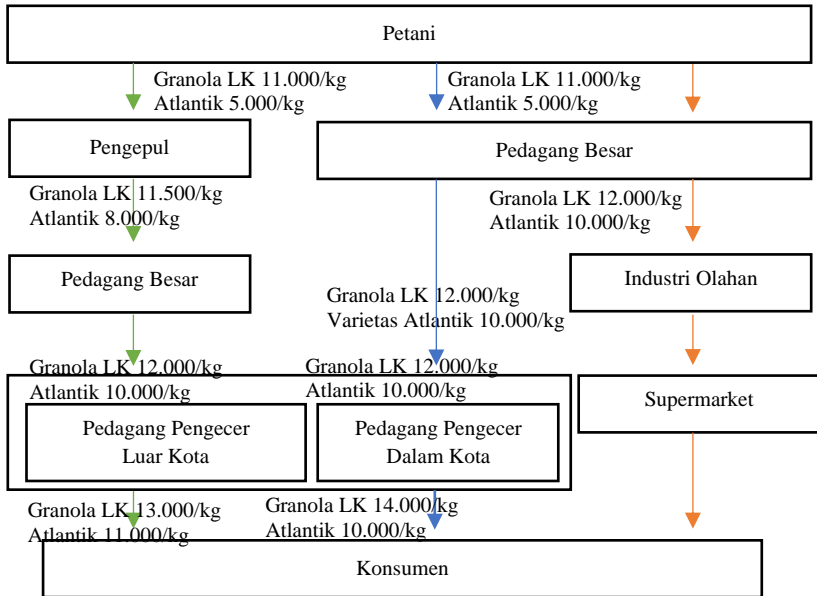 Petani
Granola LK 11.000/kg
Atlantik 5.000/kg
Granola LK 11.000/kg
Atlantik 5.000/kg
Pengepul
Pedagang Besar
Granola LK 11.500/kg
Atlantik 8.000/kg
Granola LK 12.000/kg
Atlantik 10.000/kg
Pedagang Besar
Industri Olahan
Granola LK 12.000/kg
Varietas Atlantik 10.000/kg
Granola LK 12.000/kg
Atlantik 10.000/kg
Granola LK 12.000/kg
Atlantik 10.000/kg
Supermarket
Pedagang Pengecer
Luar Kota
Pedagang Pengecer
Dalam Kota
Granola LK 13.000/kg
Atlantik 11.000/kg
Granola LK 14.000/kg
Atlantik 10.000/kg
Konsumen